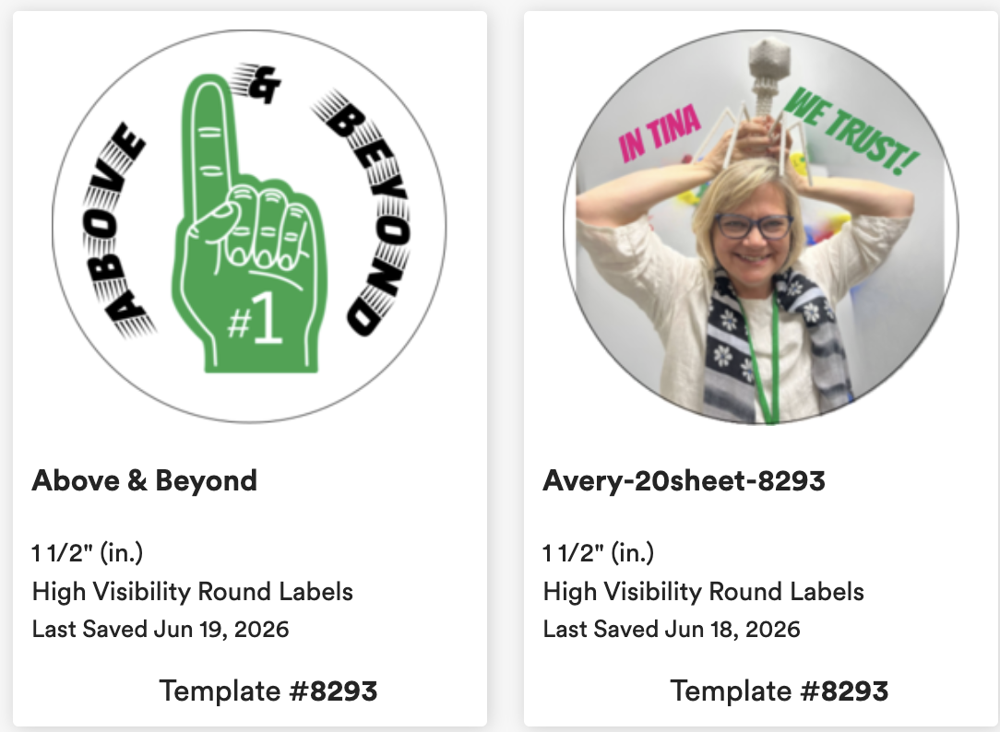 ABOVE & BEYOND
#1
Above & Beyond
1 1/2" (in.)
High Visibility Round Labels
Last Saved Jun 19, 2026
Template #8293
IN TINA WE TRUST!
Avery-20sheet-8293
1 1/2" (in.)
High Visibility Round Labels
Last Saved Jun 18, 2026
Template #8293